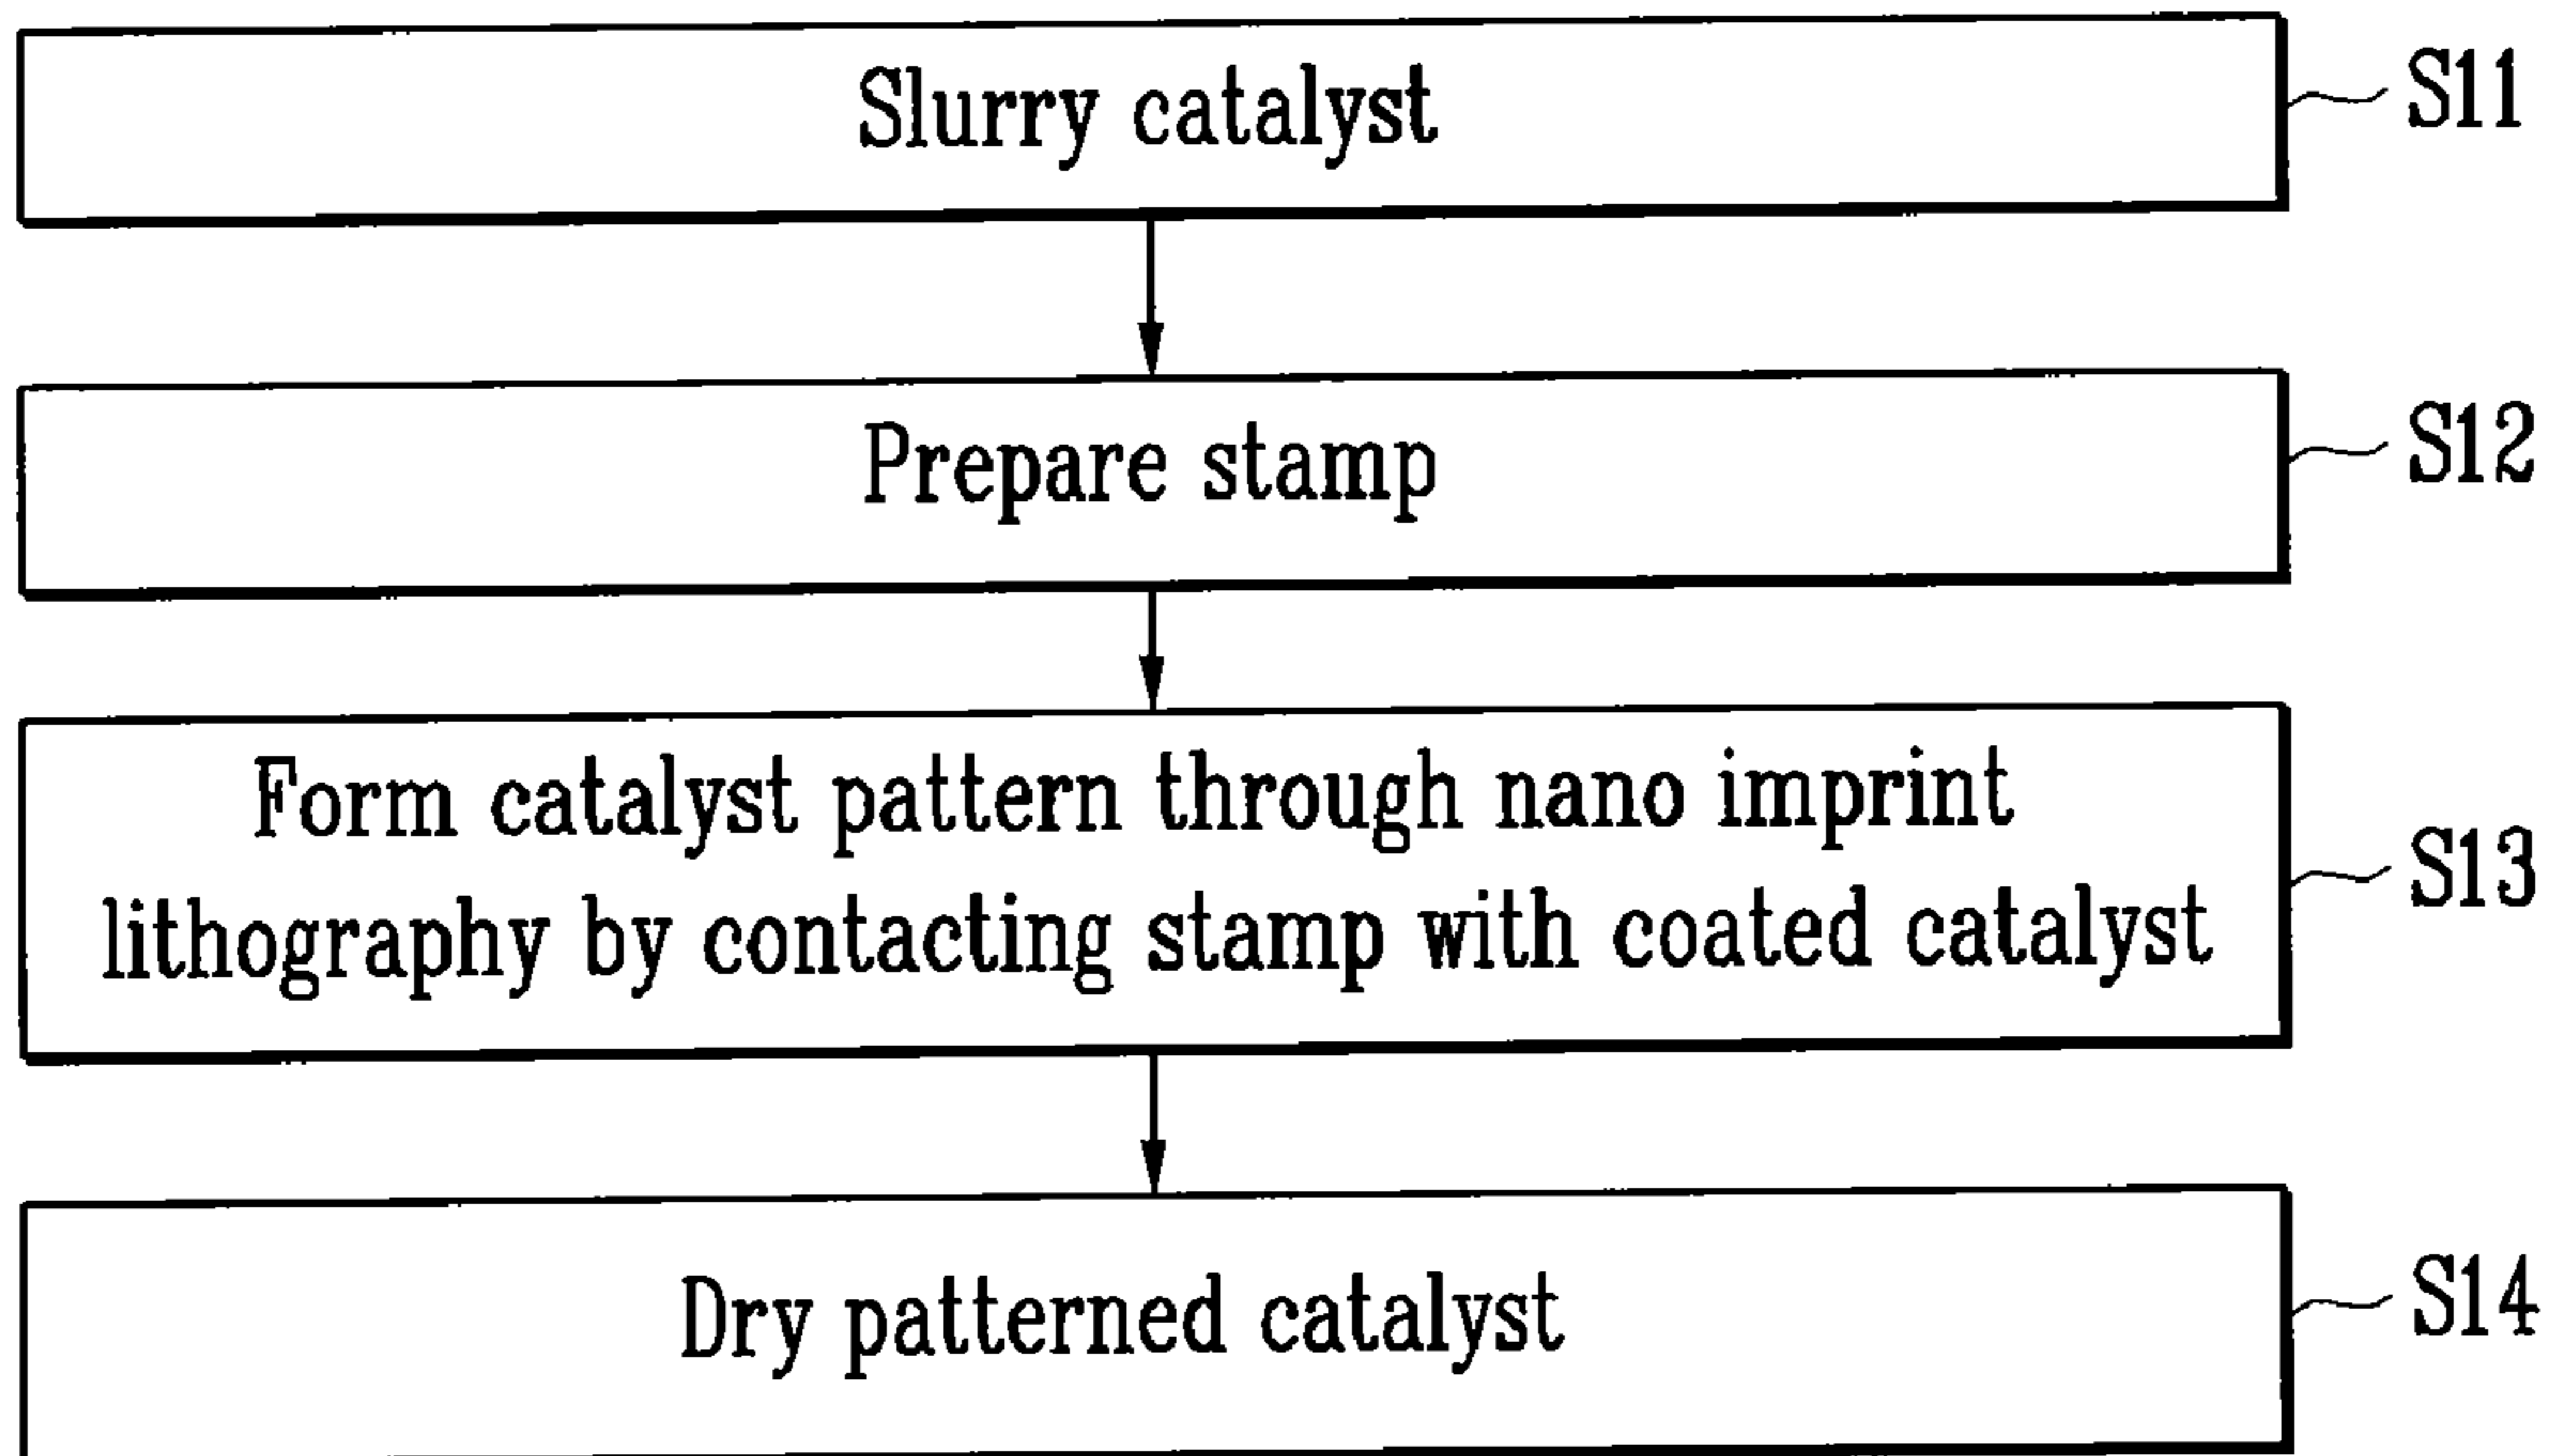 Slurry catalyst
S11
Prepare stamp
S12
Form catalyst pattern through nano imprint
lithography by contacting stamp with coated catalyst
S13
Dry patterned catalyst
S14